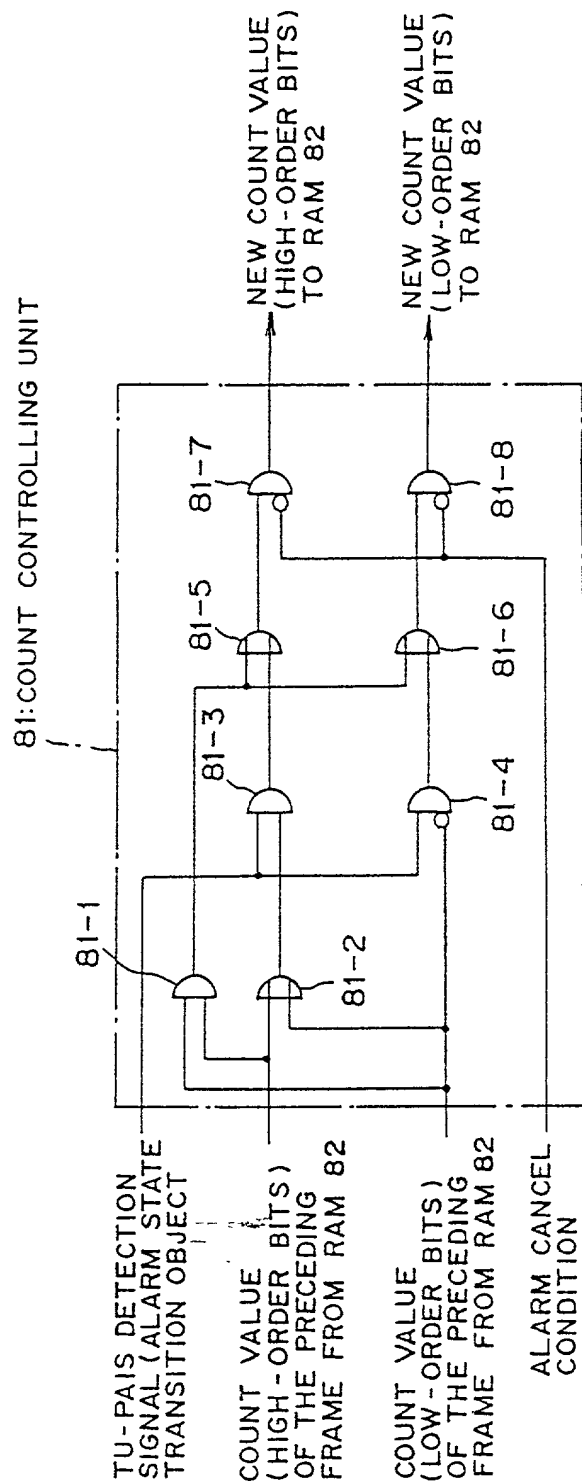 81:COUNT CONTROLLING UNIT
TU-PAIS DETECTION
SIGNAL (ALARM STATE
TRANSITION OBJECT
COUNT VALUE
(HIGH-ORDER BITS)
OF THE PRECEDING
FRAME FROM RAM 82
COUNT VALUE
(LOW-ORDER BITS)
OF THE PRECEDING
FRAME FROM RAM 82
ALARM CANCEL
CONDITION
81-1
81-2
81-3
81-4
81-5
81-6
81-7
81-8
NEW COUNT VALUE
(HIGH-ORDER BITS)
TO RAM 82
NEW COUNT VALUE
(LOW-ORDER BITS)
TO RAM 82